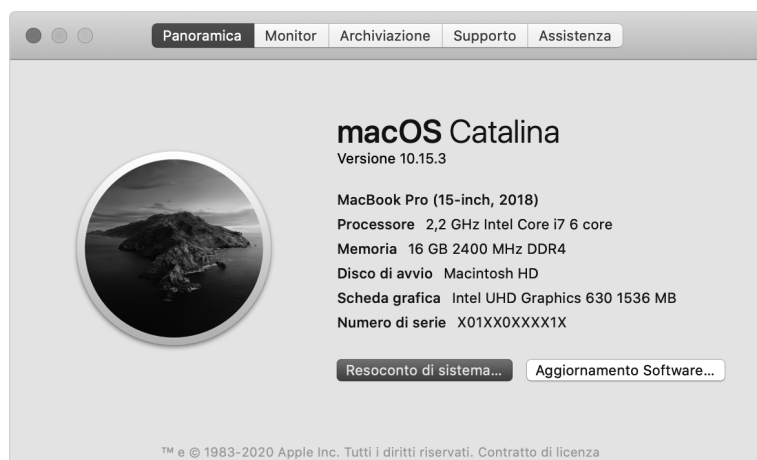 Panoramica Monitor Archiviazione Supporto Assistenza
macOS Catalina
Versione 10.15.3
MacBook Pro (15-inch, 2018)
Processore 2,2 GHz Intel Core i7 6 core
Memoria 16 GB 2400 MHz DDR4
Disco di avvio Macintosh HD
Scheda grafica Intel UHD Graphics 630 1536 MB
Numero di serie X01XX0XXXX1X
Resoconto di sistema... Aggiornamento Software...
™ e © 1983-2020 Apple Inc. Tutti i diritti riservati. Contratto di licenza